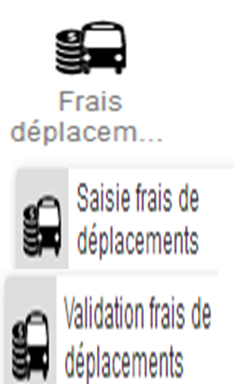 Frais
déplacem...
Saisie frais de
déplacements
Validation frais de
déplacements